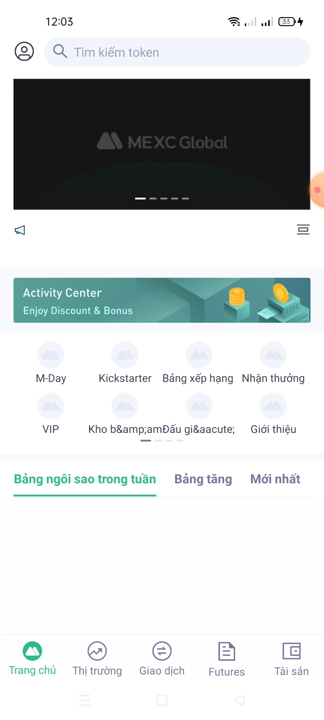 12:03
33
Tìm kiếm token
MEXC Global
Activity Center
Enjoy Discount & Bonus
M-Day
Kickstarter
Bảng xếp hạng
Nhận thưởng
VIP
Kho b&amp;am
Đấu gi&aacute;
Giới thiệu
Bảng ngôi sao trong tuần
Bảng tăng
Mới nhất
Trang chủ
Thị trường
Giao dịch
Futures
Tài sản